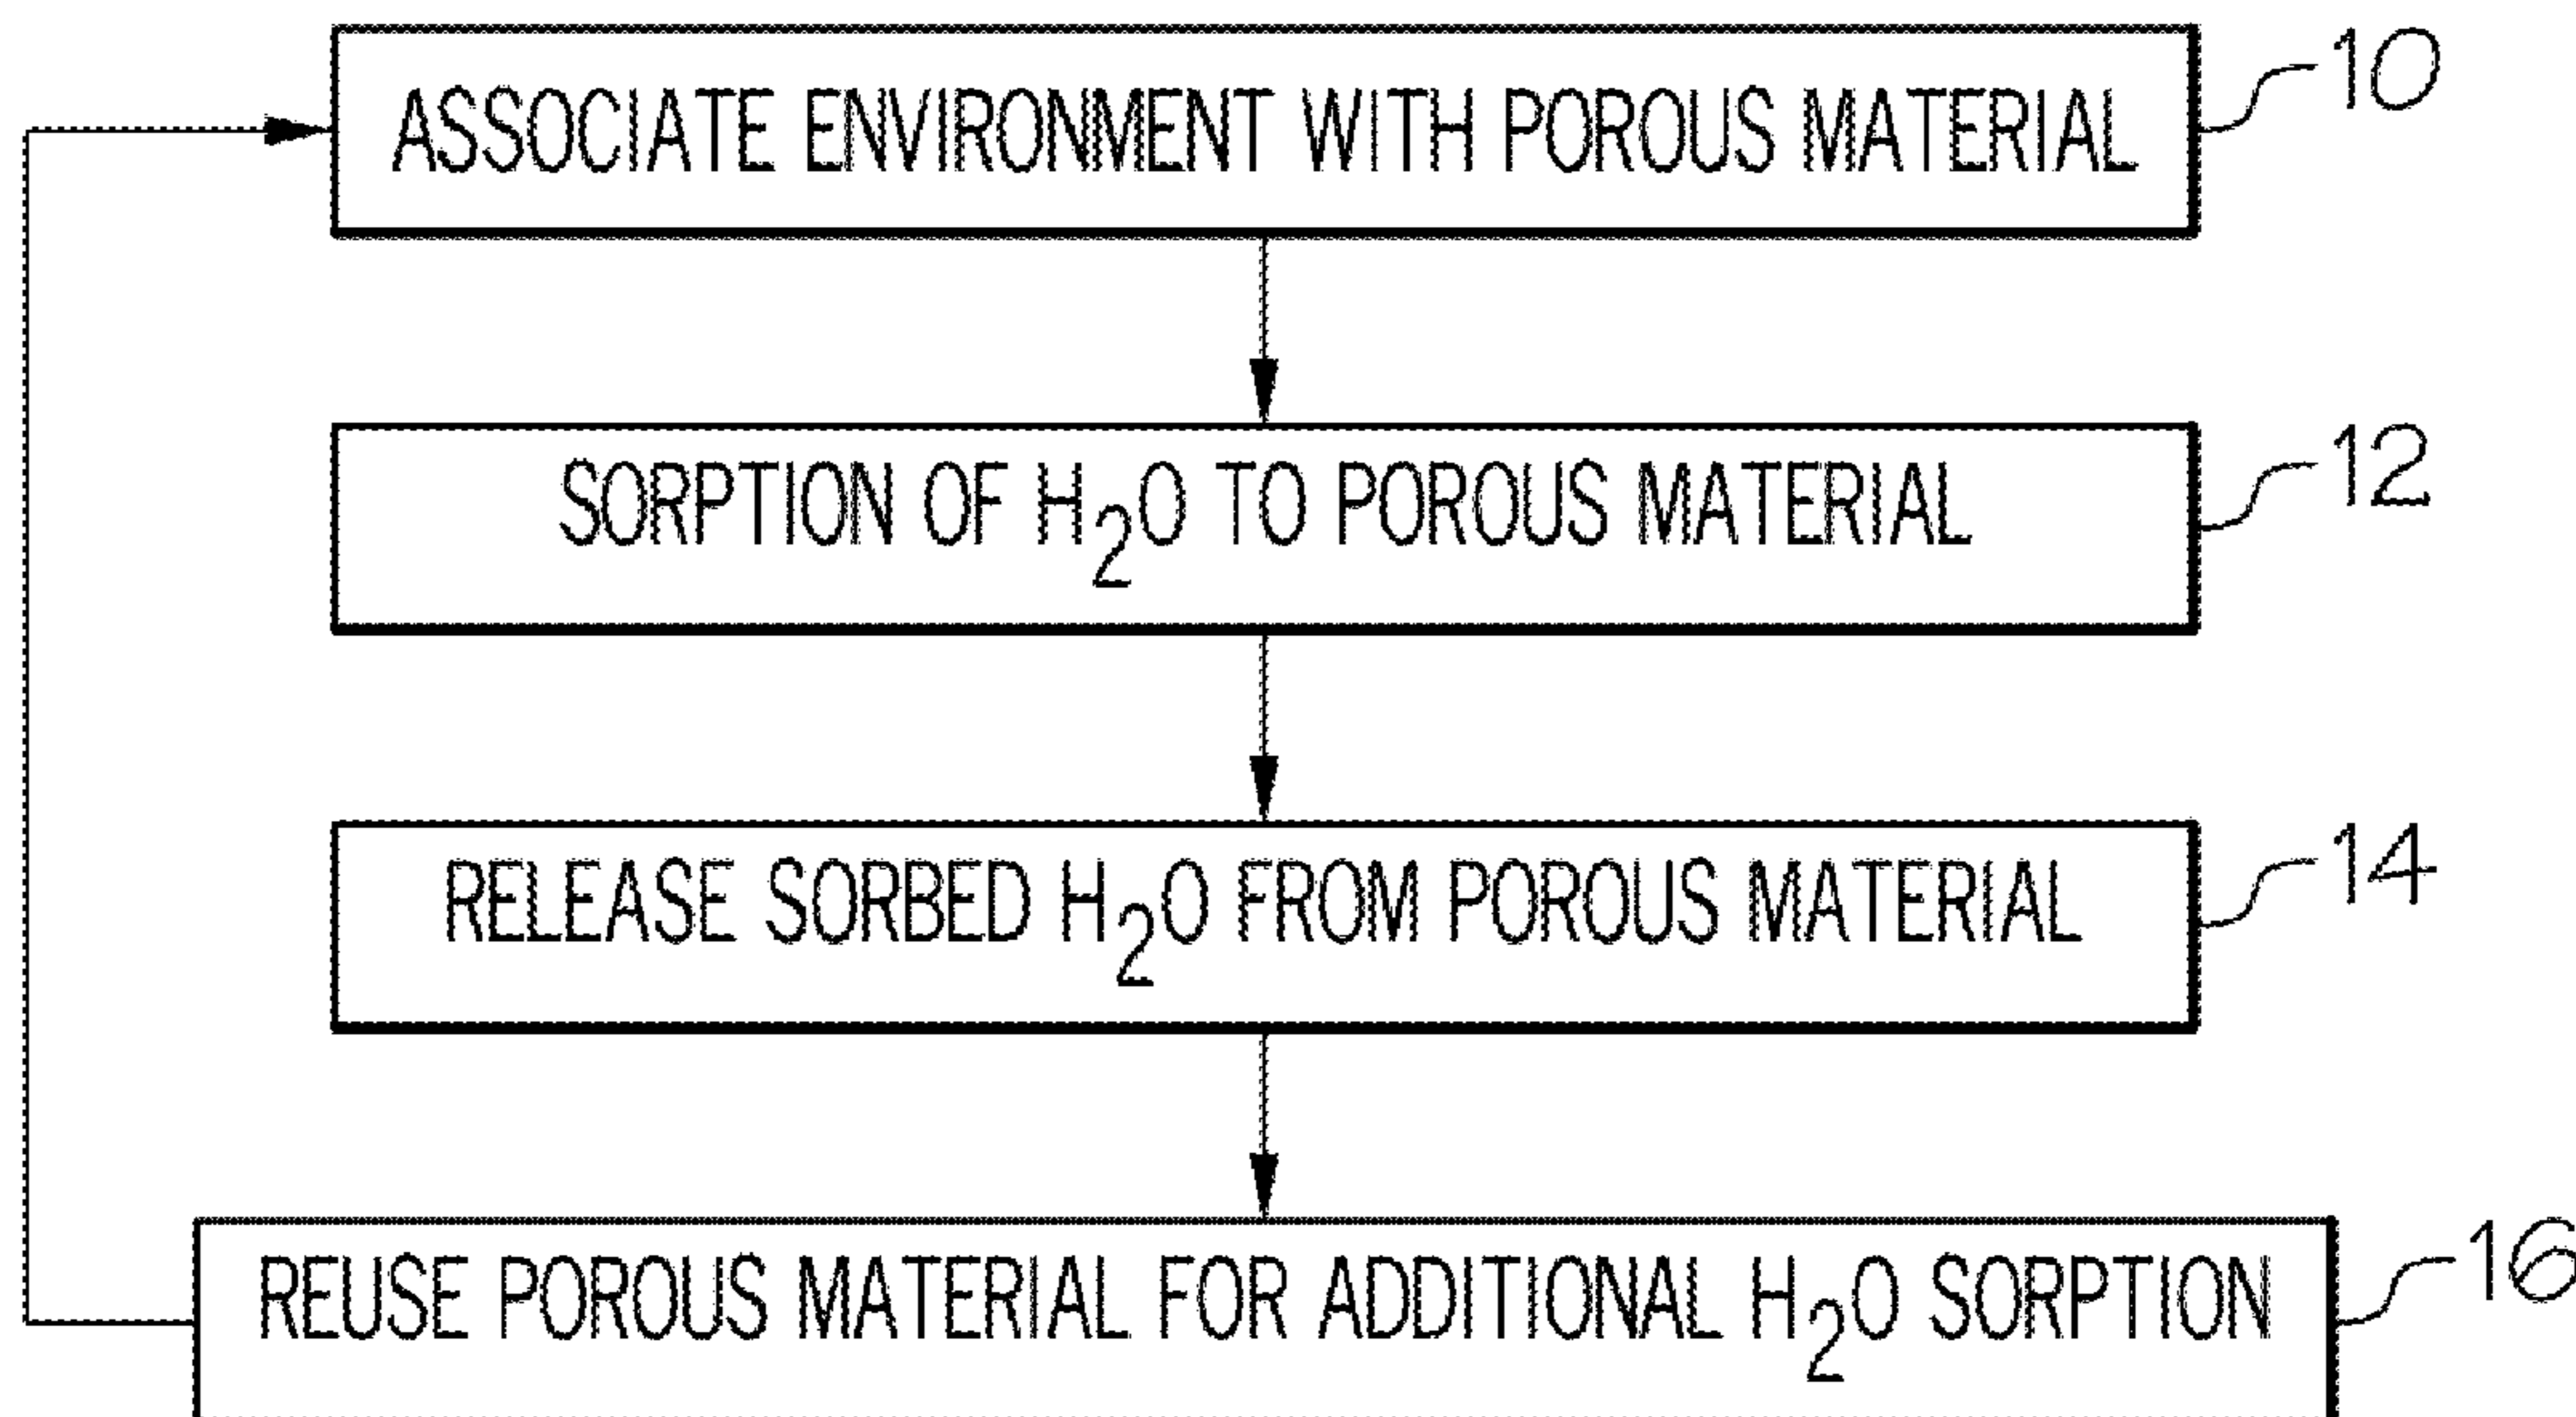 ASSOCIATE ENVIRONMENT WITH POROUS MATERIAL 10
SORPTION OF H₂O TO POROUS MATERIAL 12
RELEASE SORBED H₂O FROM POROUS MATERIAL 14
REUSE POROUS MATERIAL FOR ADDITIONAL H₂O SORPTION 16